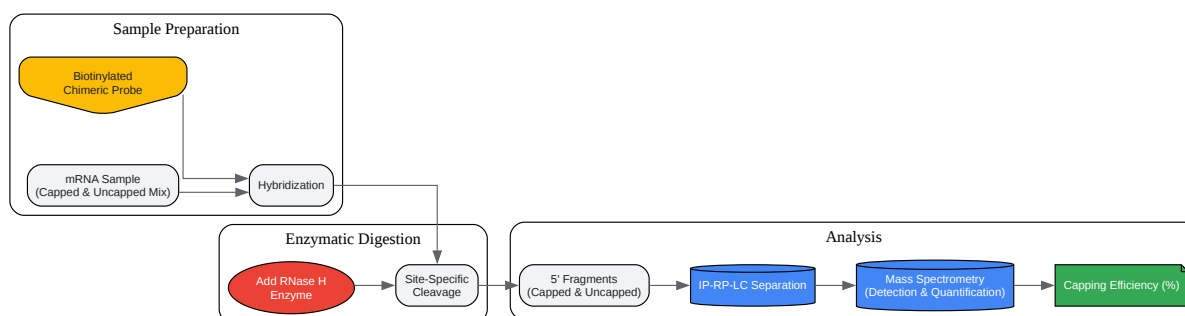 Sample Preparation
Biotinylated
Chimeric Probe
mRNA Sample
(Capped & Uncapped Mix)
Hybridization
Enzymatic Digestion
Add RNase H
Enzyme
Site-Specific
Cleavage
Analysis
5' Fragments
(Capped & Uncapped)
IP-RP-LC Separation
Mass Spectrometry
(Detection & Quantification)
Capping Efficiency (%)